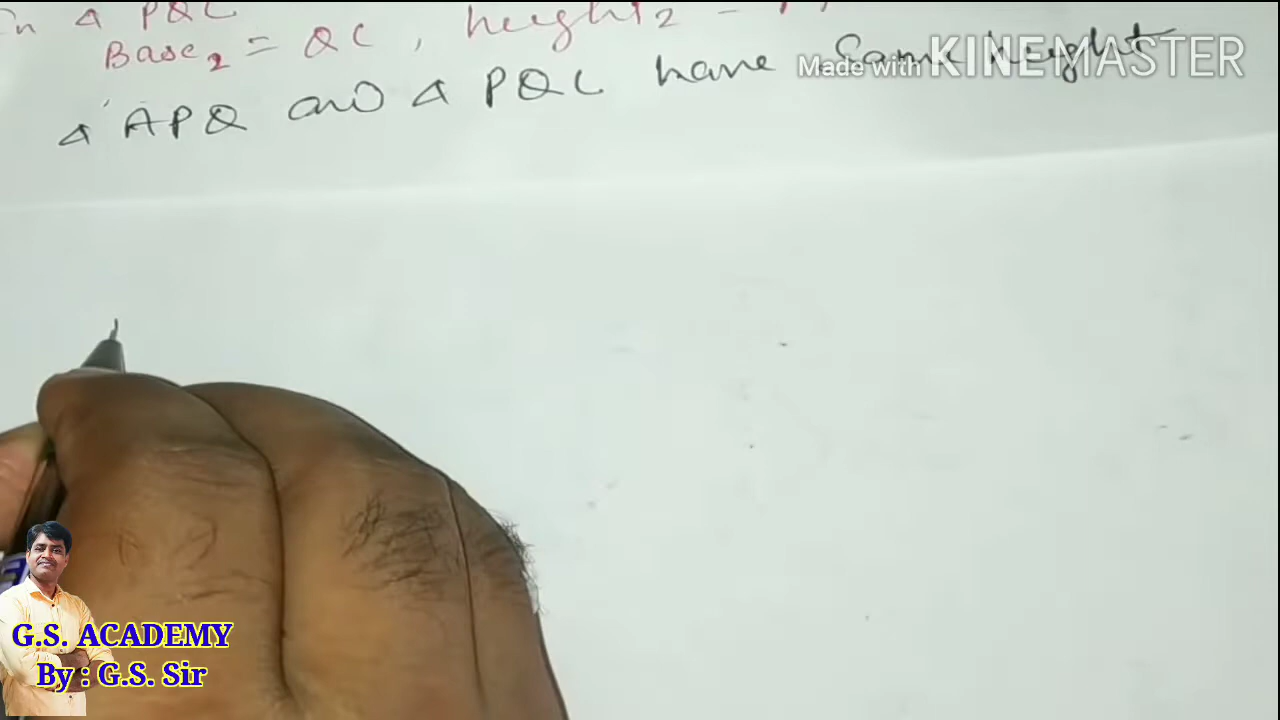 In △ PQC
Base₂ = QC, height₂ =
△ APQ and △ PQC have same height
Made with KINEMASTER
G.S. ACADEMY
By : G.S. Sir